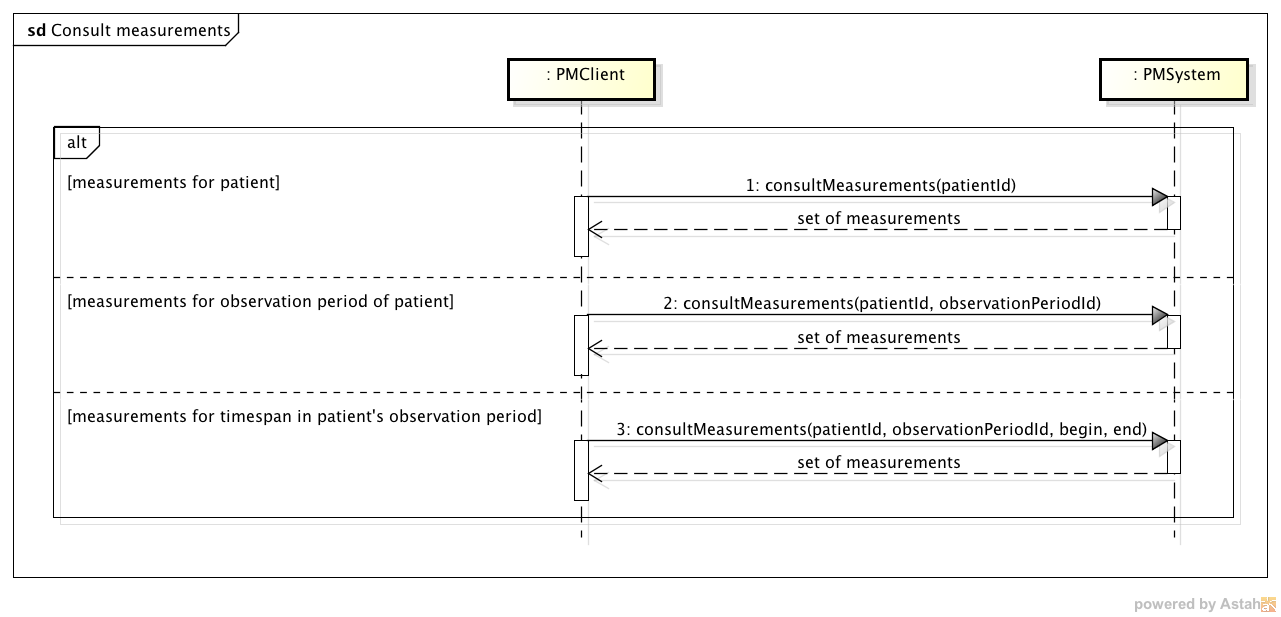 sd Consult measurements
: PMClient
: PMSystem
alt
[measurements for patient]
1: consultMeasurements(patientId)
set of measurements
[measurements for observation period of patient]
2: consultMeasurements(patientId, observationPeriodId)
set of measurements
[measurements for timespan in patient's observation period]
3: consultMeasurements(patientId, observationPeriodId, begin, end)
set of measurements
powered by Astah